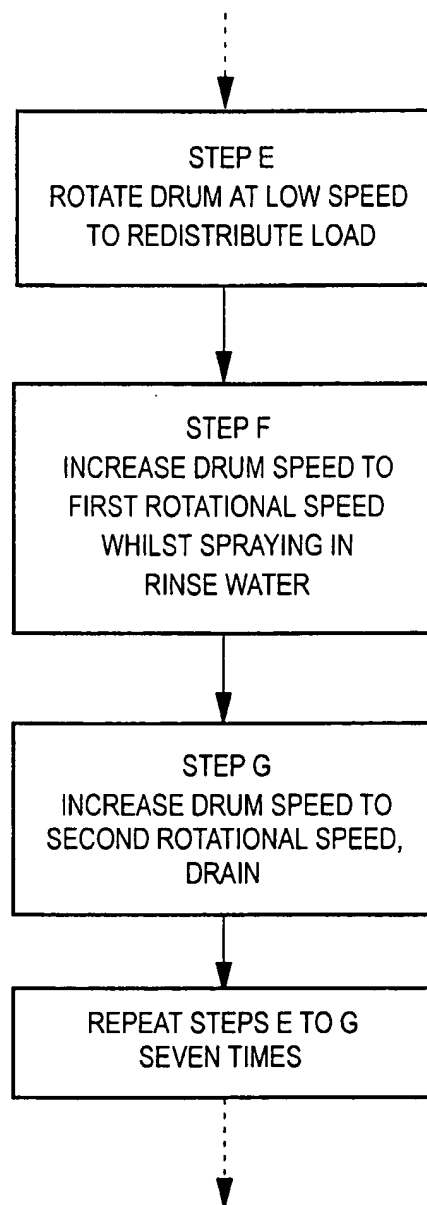 STEP E
ROTATE DRUM AT LOW SPEED
TO REDISTRIBUTE LOAD
STEP F
INCREASE DRUM SPEED TO
FIRST ROTATIONAL SPEED
WHILST SPRAYING IN
RINSE WATER
STEP G
INCREASE DRUM SPEED TO
SECOND ROTATIONAL SPEED,
DRAIN
REPEAT STEPS E TO G
SEVEN TIMES